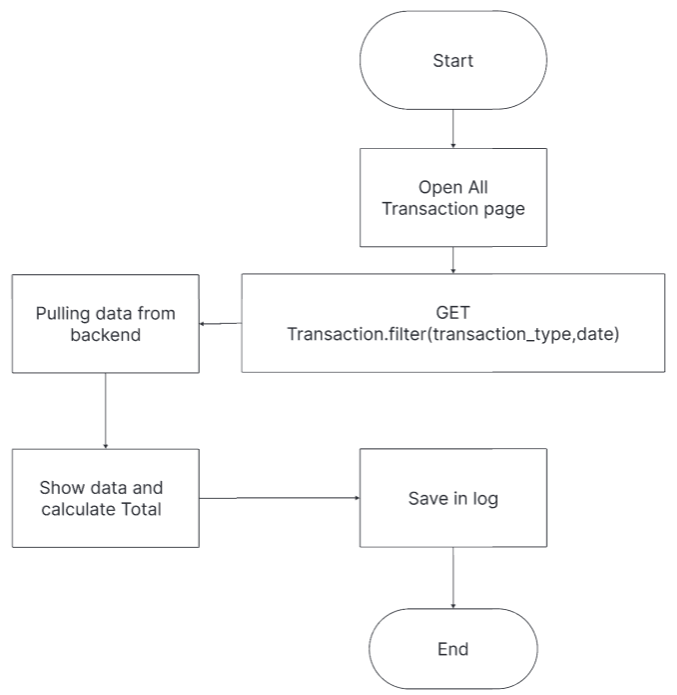 Start
Open All
Transaction page
GET
Transaction.filter(transaction_type,date)
Pulling data from
backend
Show data and
calculate Total
Save in log
End